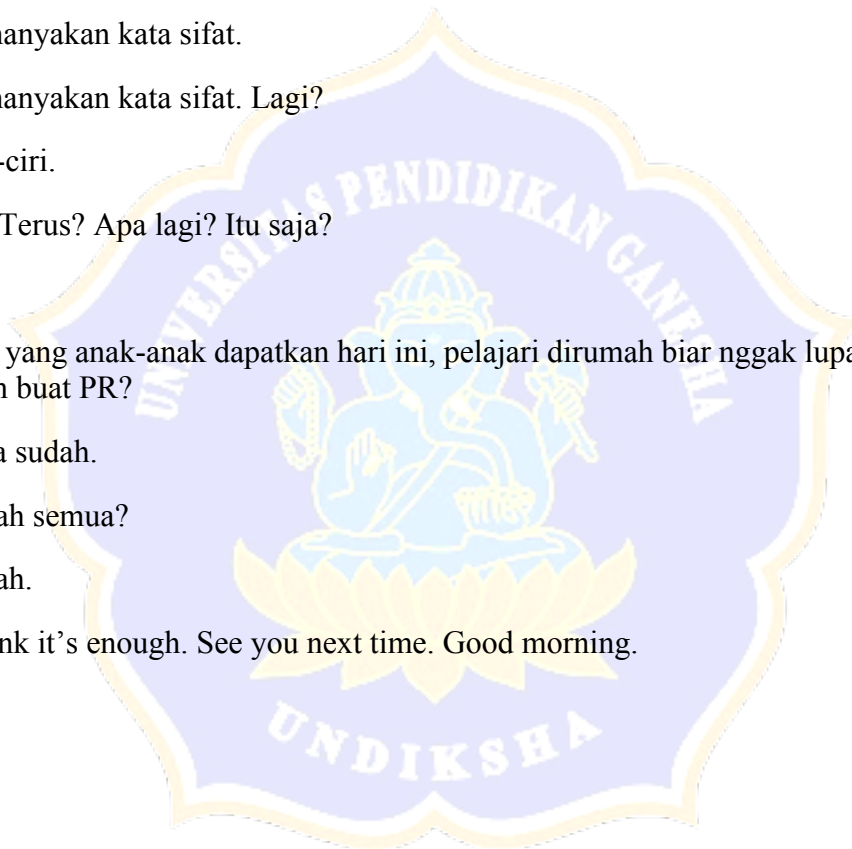 nanyakan kata sifat.
nanyakan kata sifat. Lagi?
-ciri.
Terus? Apa lagi? Itu saja?
yang anak-anak dapatkan hari ini, pelajari dirumah biar nggak lupa
n buat PR?
a sudah.
ah semua?
ah.
nk it’s enough. See you next time. Good morning.
UNIVERSITAS PENDIDIKAN GANESHA
UNDIKSHA